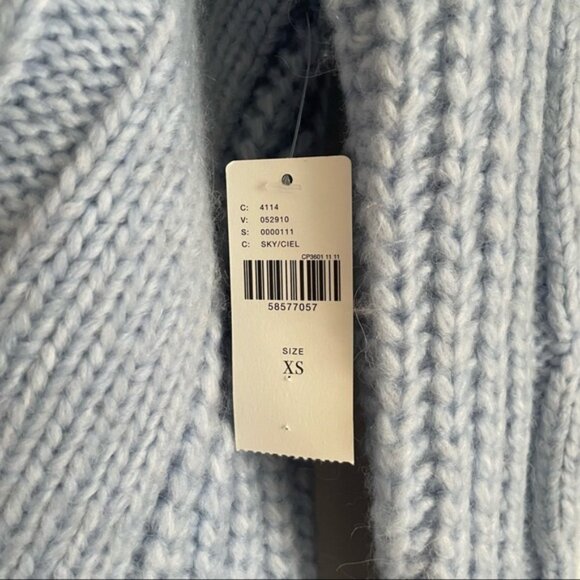 C: 4114
V: 052910
S: 0000111
C: SKY/CIEL
CP3601 11 11
58577057
SIZE
XS